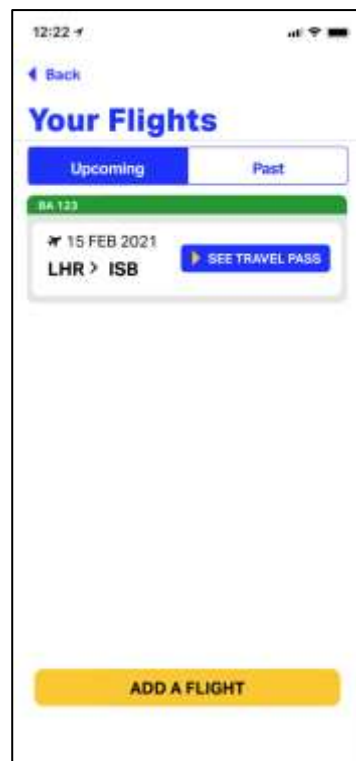 12:22
Back
Your Flights
Upcoming Past
BA 123
15 FEB 2021
LHR > ISB
SEE TRAVEL PASS
ADD A FLIGHT